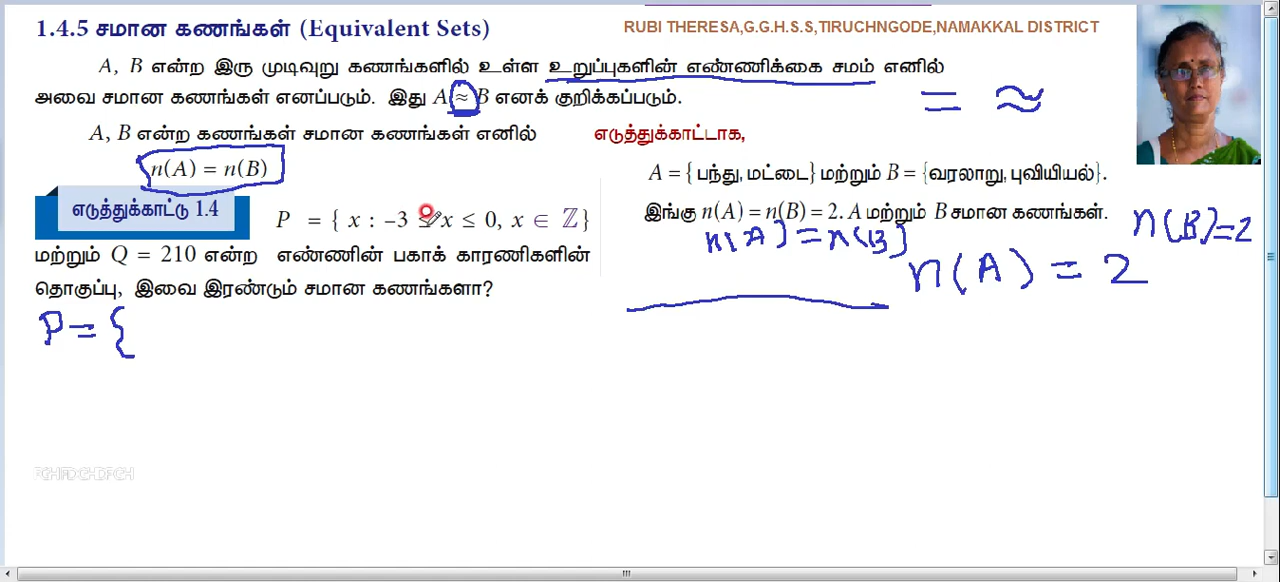 1.4.5 சமான கணங்கள் (Equivalent Sets)
RUBI THERESA,G.G.H.S.S,TIRUCHNGODE,NAMAKKAL DISTRICT
A, B என்ற இரு முடிவுறு கணங்களில் உள்ள உறுப்புகளின் எண்ணிக்கை சமம் எனில்
அவை சமான கணங்கள் எனப்படும். இது A ≈ B எனக் குறிக்கப்படும்.
= ≈
A, B என்ற கணங்கள் சமான கணங்கள் எனில்
n(A) = n(B)
எடுத்துக்காட்டாக,
A = {பந்து, மட்டை} மற்றும் B = {வரலாறு, புவியியல்}.
இங்கு n(A) = n(B) = 2. A மற்றும் B சமான கணங்கள்.
n(A) = n(B)
n(B) = 2
n(A) = 2
எடுத்துக்காட்டு 1.4
P = { x : –3 ≤ x ≤ 0, x ∈ ℤ}
மற்றும் Q = 210 என்ற எண்ணின் பகாக் காரணிகளின்
தொகுப்பு, இவை இரண்டும் சமான கணங்களா?
P = {